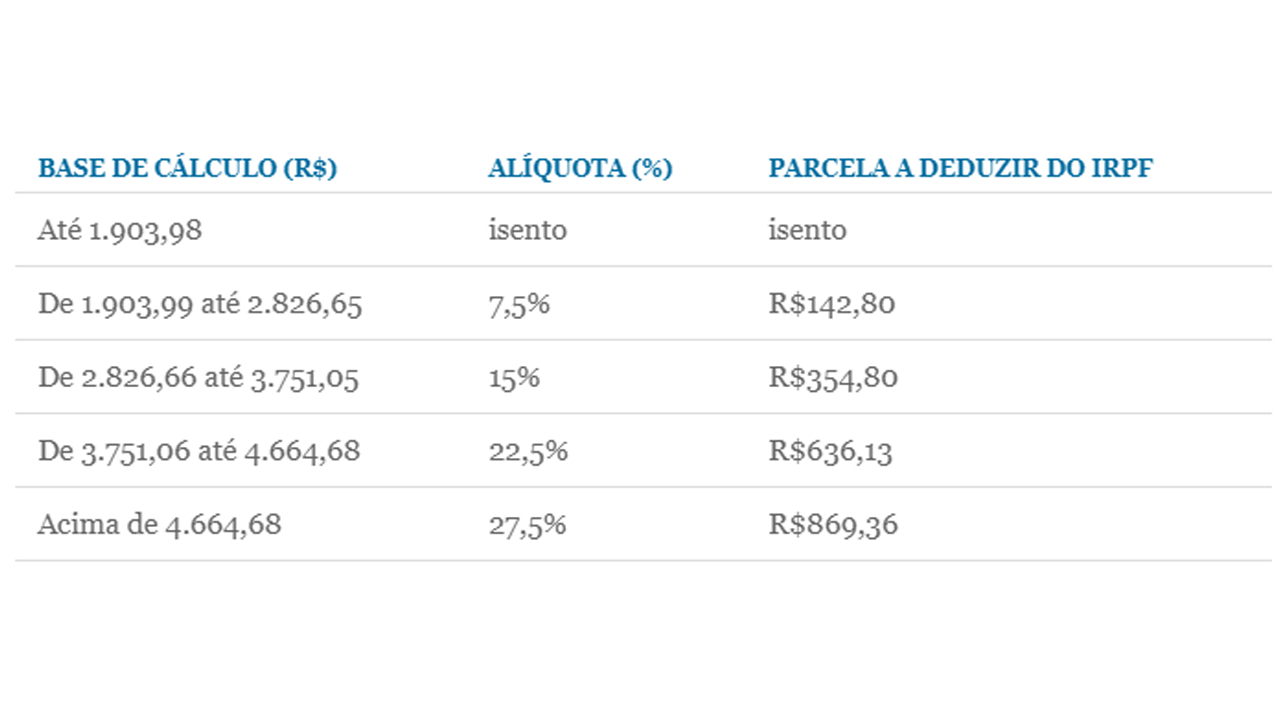 BASE DE CÁLCULO (R$) ALÍQUOTA (%) PARCELA A DEDUZIR DO IRPF
Até 1.903,98 isento isento
De 1.903,99 até 2.826,65 7,5% R$142,80
De 2.826,66 até 3.751,05 15% R$354,80
De 3.751,06 até 4.664,68 22,5% R$636,13
Acima de 4.664,68 27,5% R$869,36